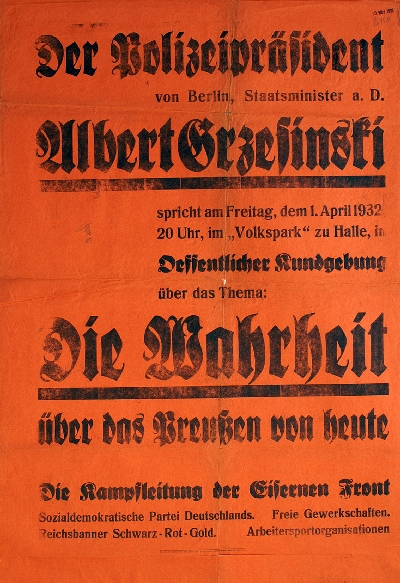 Der Polizeipräsident
von Berlin, Staatsminister a. D.
Albert Grzesinski
spricht am Freitag, dem 1. April 1932
20 Uhr, im „Volkspark" zu Halle, in
Oeffentlicher Kundgebung
über das Thema:
Die Wahrheit
über das Preußen von heute
Die Kampfleitung der Eisernen Front
Sozialdemokratische Partei Deutschlands. Freie Gewerkschaften.
Reichsbanner Schwarz-Rot-Gold. Arbeitersportorganisationen